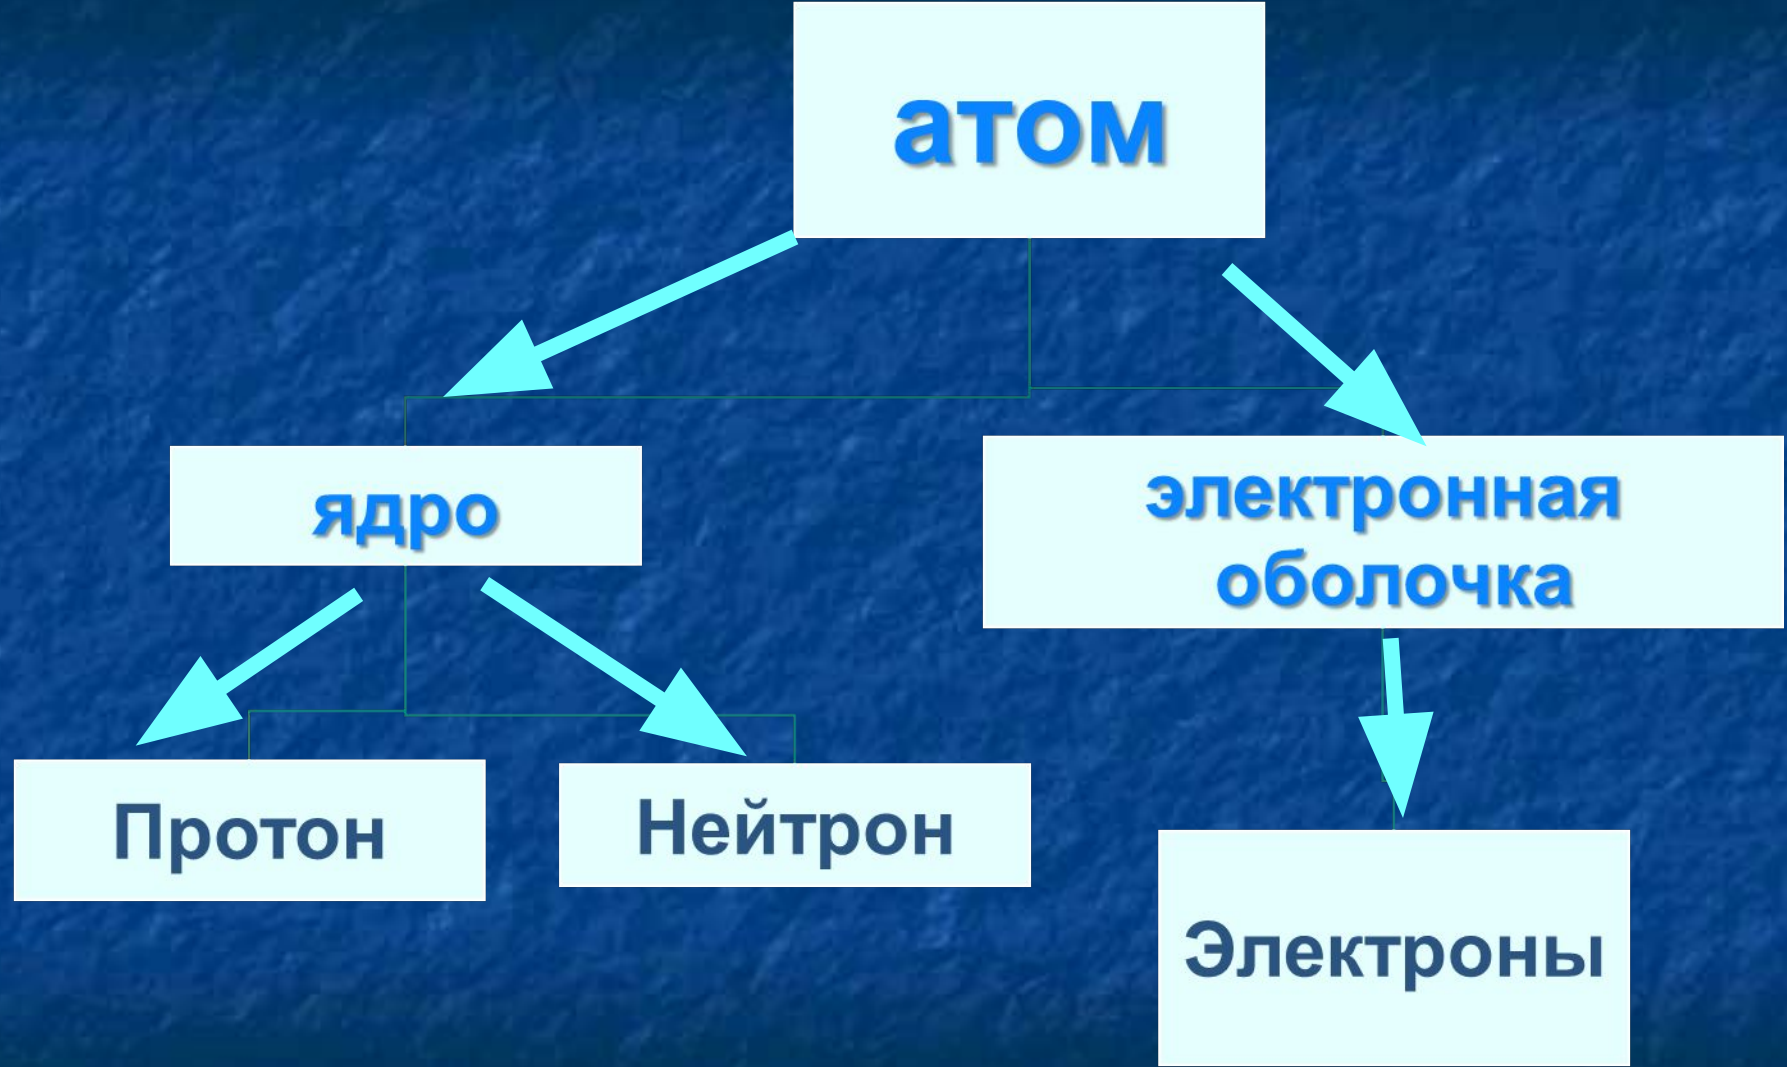 атом
ядро
электронная
оболочка
Протон
Нейтрон
Электроны